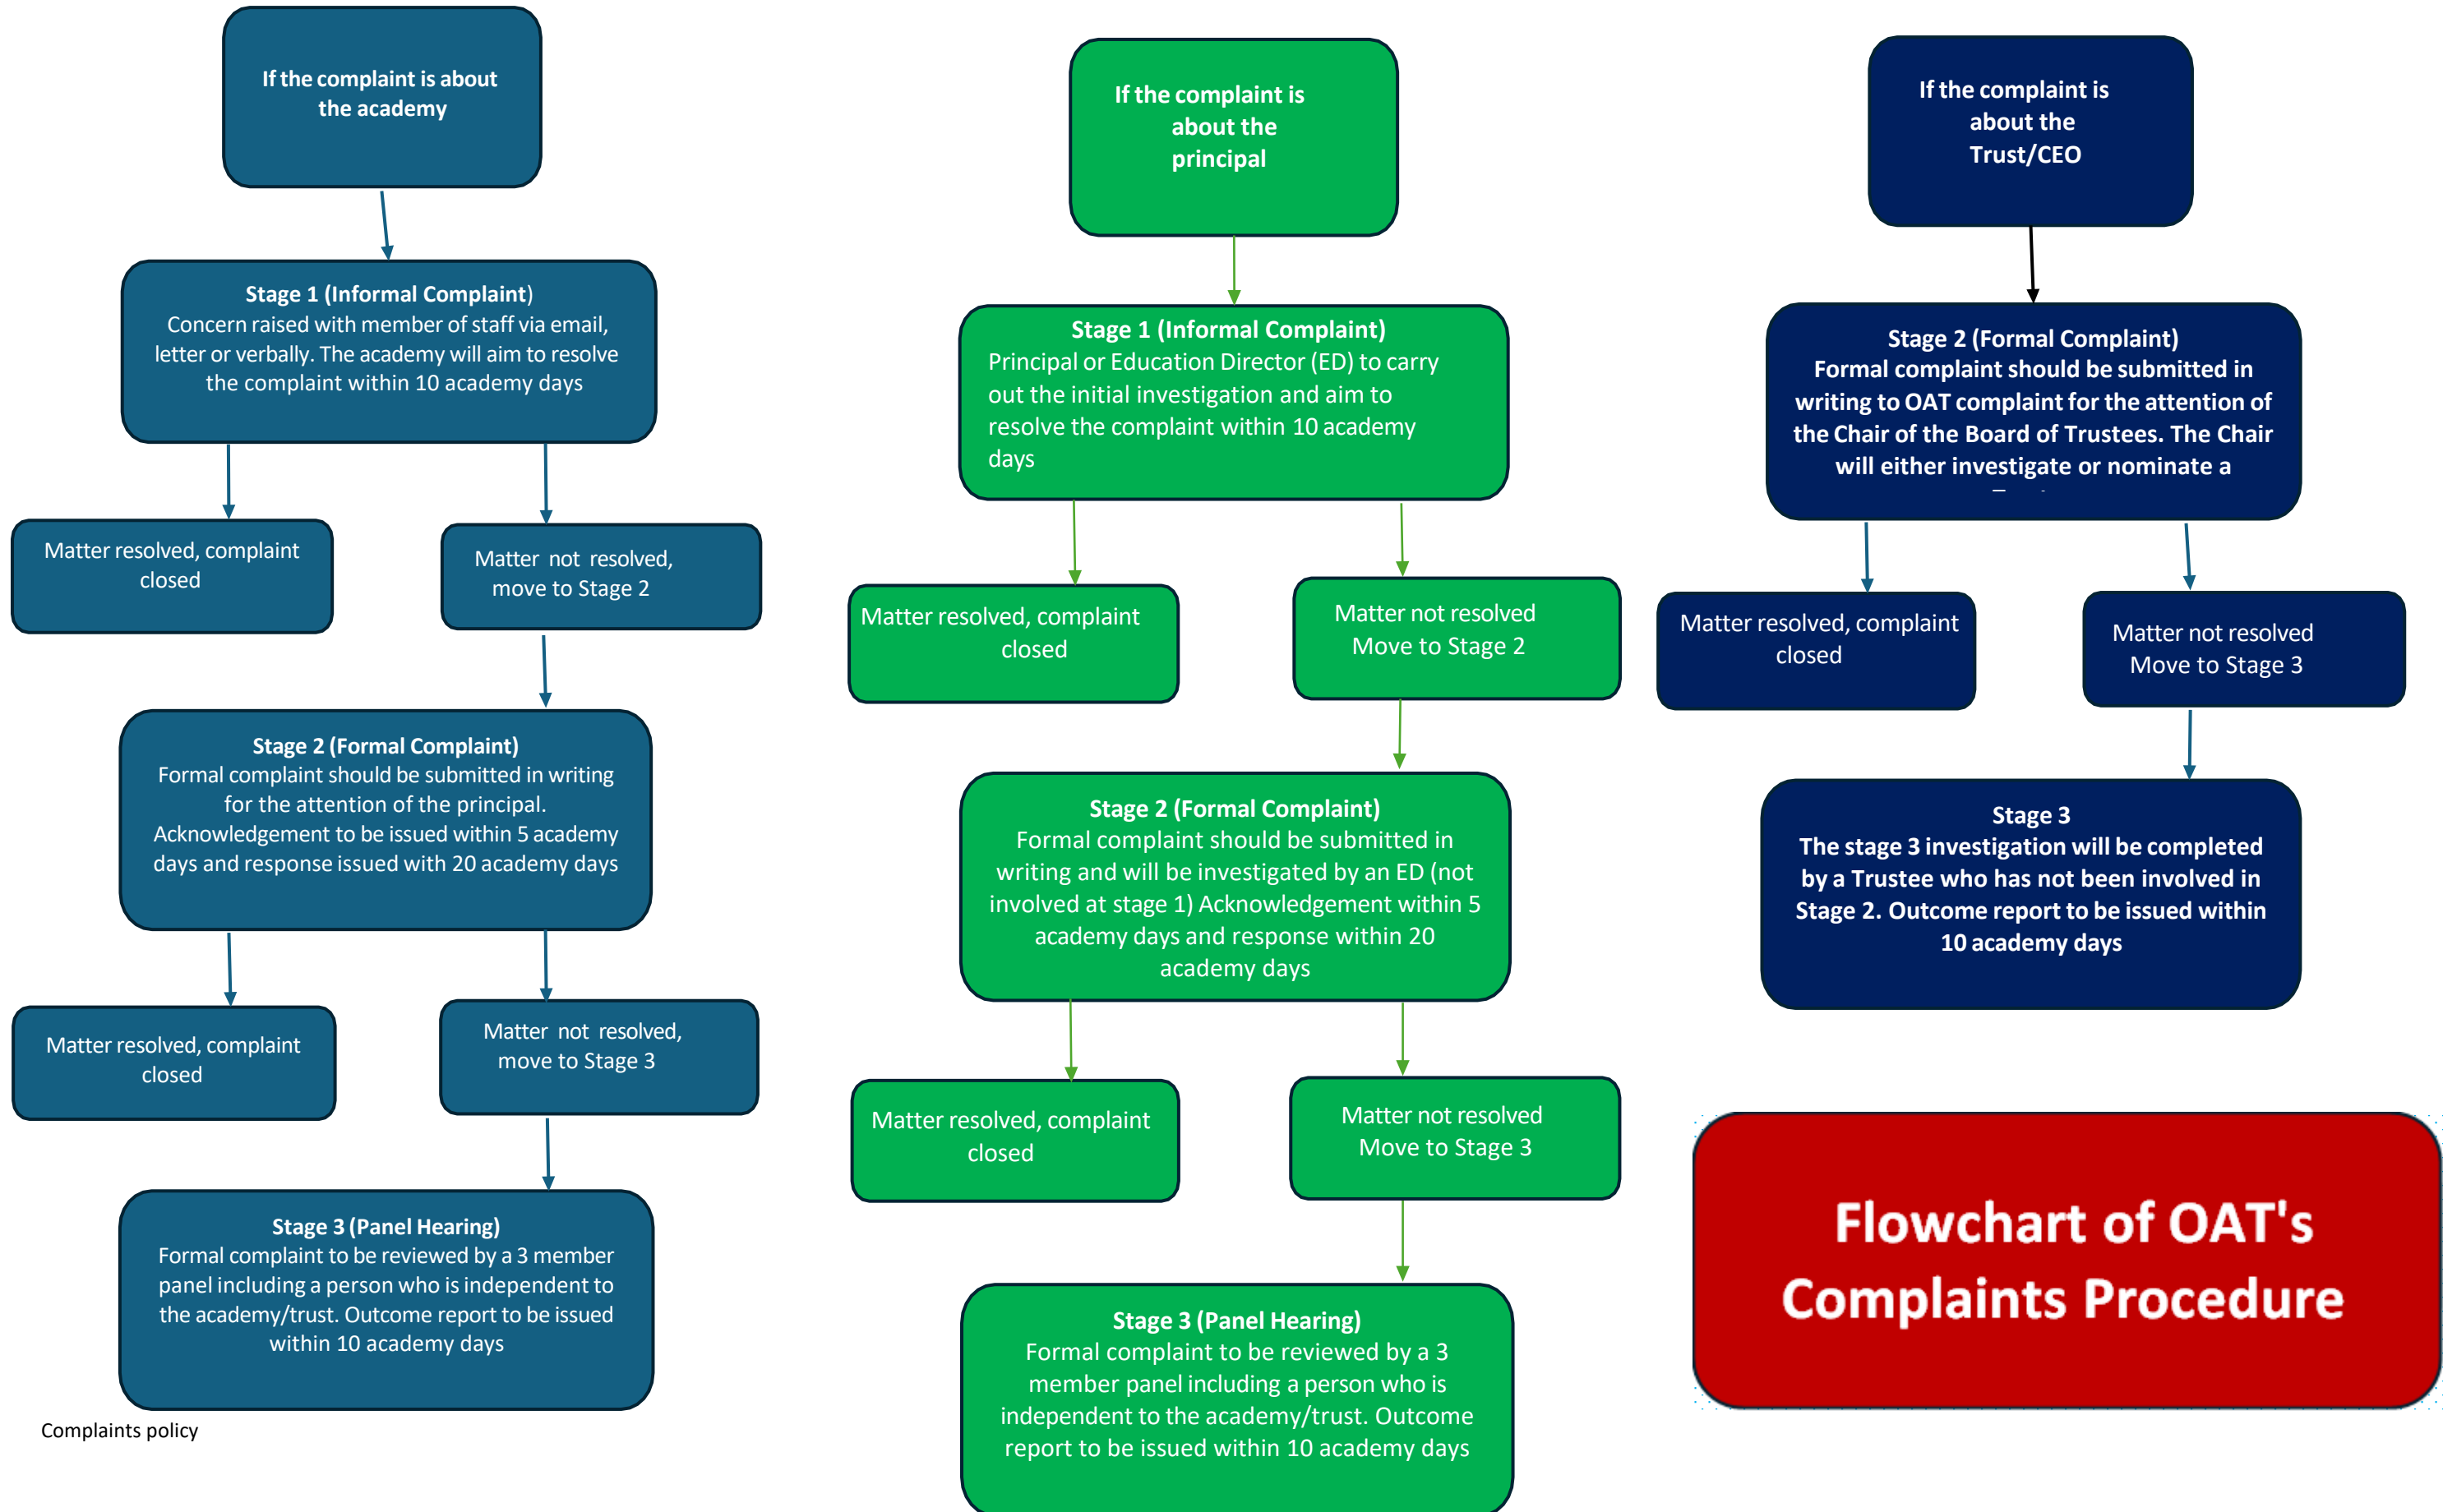 If the complaint is about
the academy
Stage 1 (Informal Complaint)
Concern raised with member of staff via email,
letter or verbally. The academy will aim to resolve
the complaint within 10 academy days
Matter resolved, complaint
closed
Matter not resolved,
move to Stage 2
Stage 2 (Formal Complaint)
Formal complaint should be submitted in writing
for the attention of the principal.
Acknowledgement to be issued within 5 academy
days and response issued with 20 academy days
Matter resolved, complaint
closed
Matter not resolved,
move to Stage 3
Stage 3 (Panel Hearing)
Formal complaint to be reviewed by a 3 member
panel including a person who is independent to
the academy/trust. Outcome report to be issued
within 10 academy days
Complaints policy
If the complaint is
about the
principal
Stage 1 (Informal Complaint)
Principal or Education Director (ED) to carry
out the initial investigation and aim to
resolve the complaint within 10 academy
days
Matter resolved, complaint
closed
Matter not resolved
Move to Stage 2
Stage 2 (Formal Complaint)
Formal complaint should be submitted in
writing and will be investigated by an ED (not
involved at stage 1) Acknowledgement within 5
academy days and response within 20
academy days
Matter resolved, complaint
closed
Matter not resolved
Move to Stage 3
Stage 3 (Panel Hearing)
Formal complaint to be reviewed by a 3
member panel including a person who is
independent to the academy/trust. Outcome
report to be issued within 10 academy days
If the complaint is
about the
Trust/CEO
Stage 2 (Formal Complaint)
Formal complaint should be submitted in
writing to OAT complaint for the attention of
the Chair of the Board of Trustees. The Chair
will either investigate or nominate a
Matter resolved, complaint
closed
Matter not resolved
Move to Stage 3
Stage 3
The stage 3 investigation will be completed
by a Trustee who has not been involved in
Stage 2. Outcome report to be issued within
10 academy days
Flowchart of OAT's
Complaints Procedure